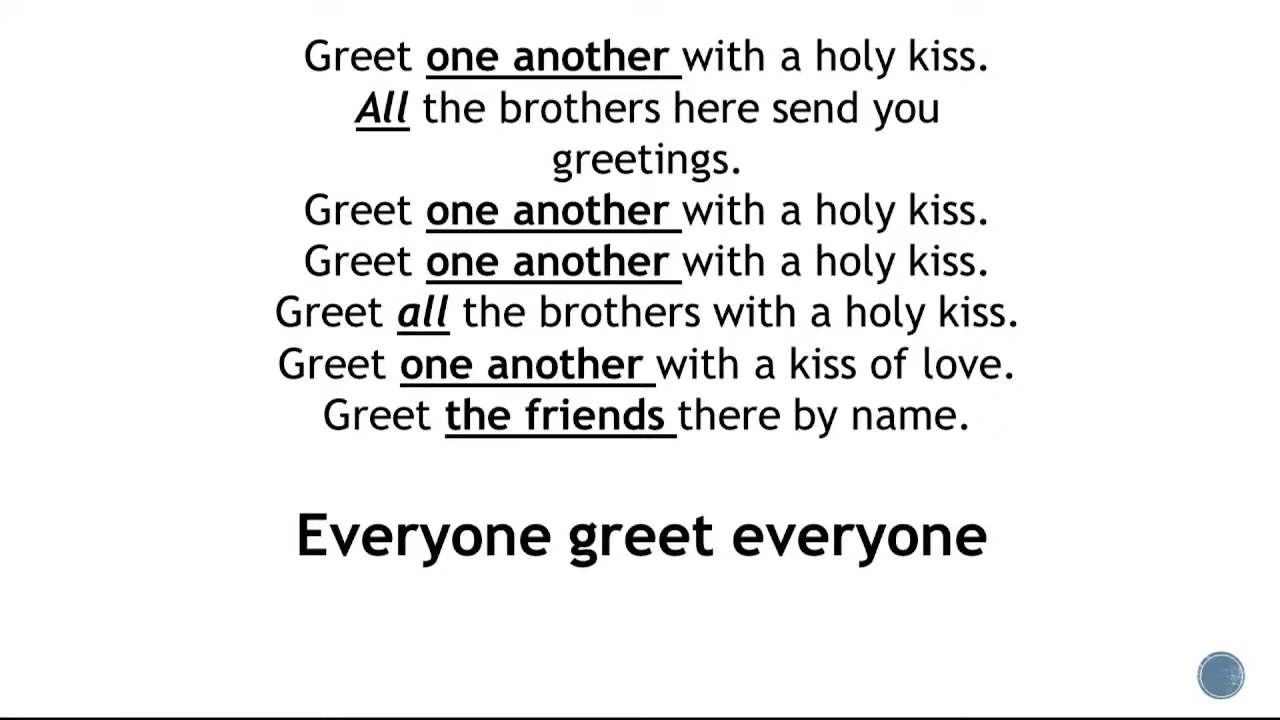 Greet one another with a holy kiss.
All the brothers here send you
greetings.
Greet one another with a holy kiss.
Greet one another with a holy kiss.
Greet all the brothers with a holy kiss.
Greet one another with a kiss of love.
Greet the friends there by name.
Everyone greet everyone